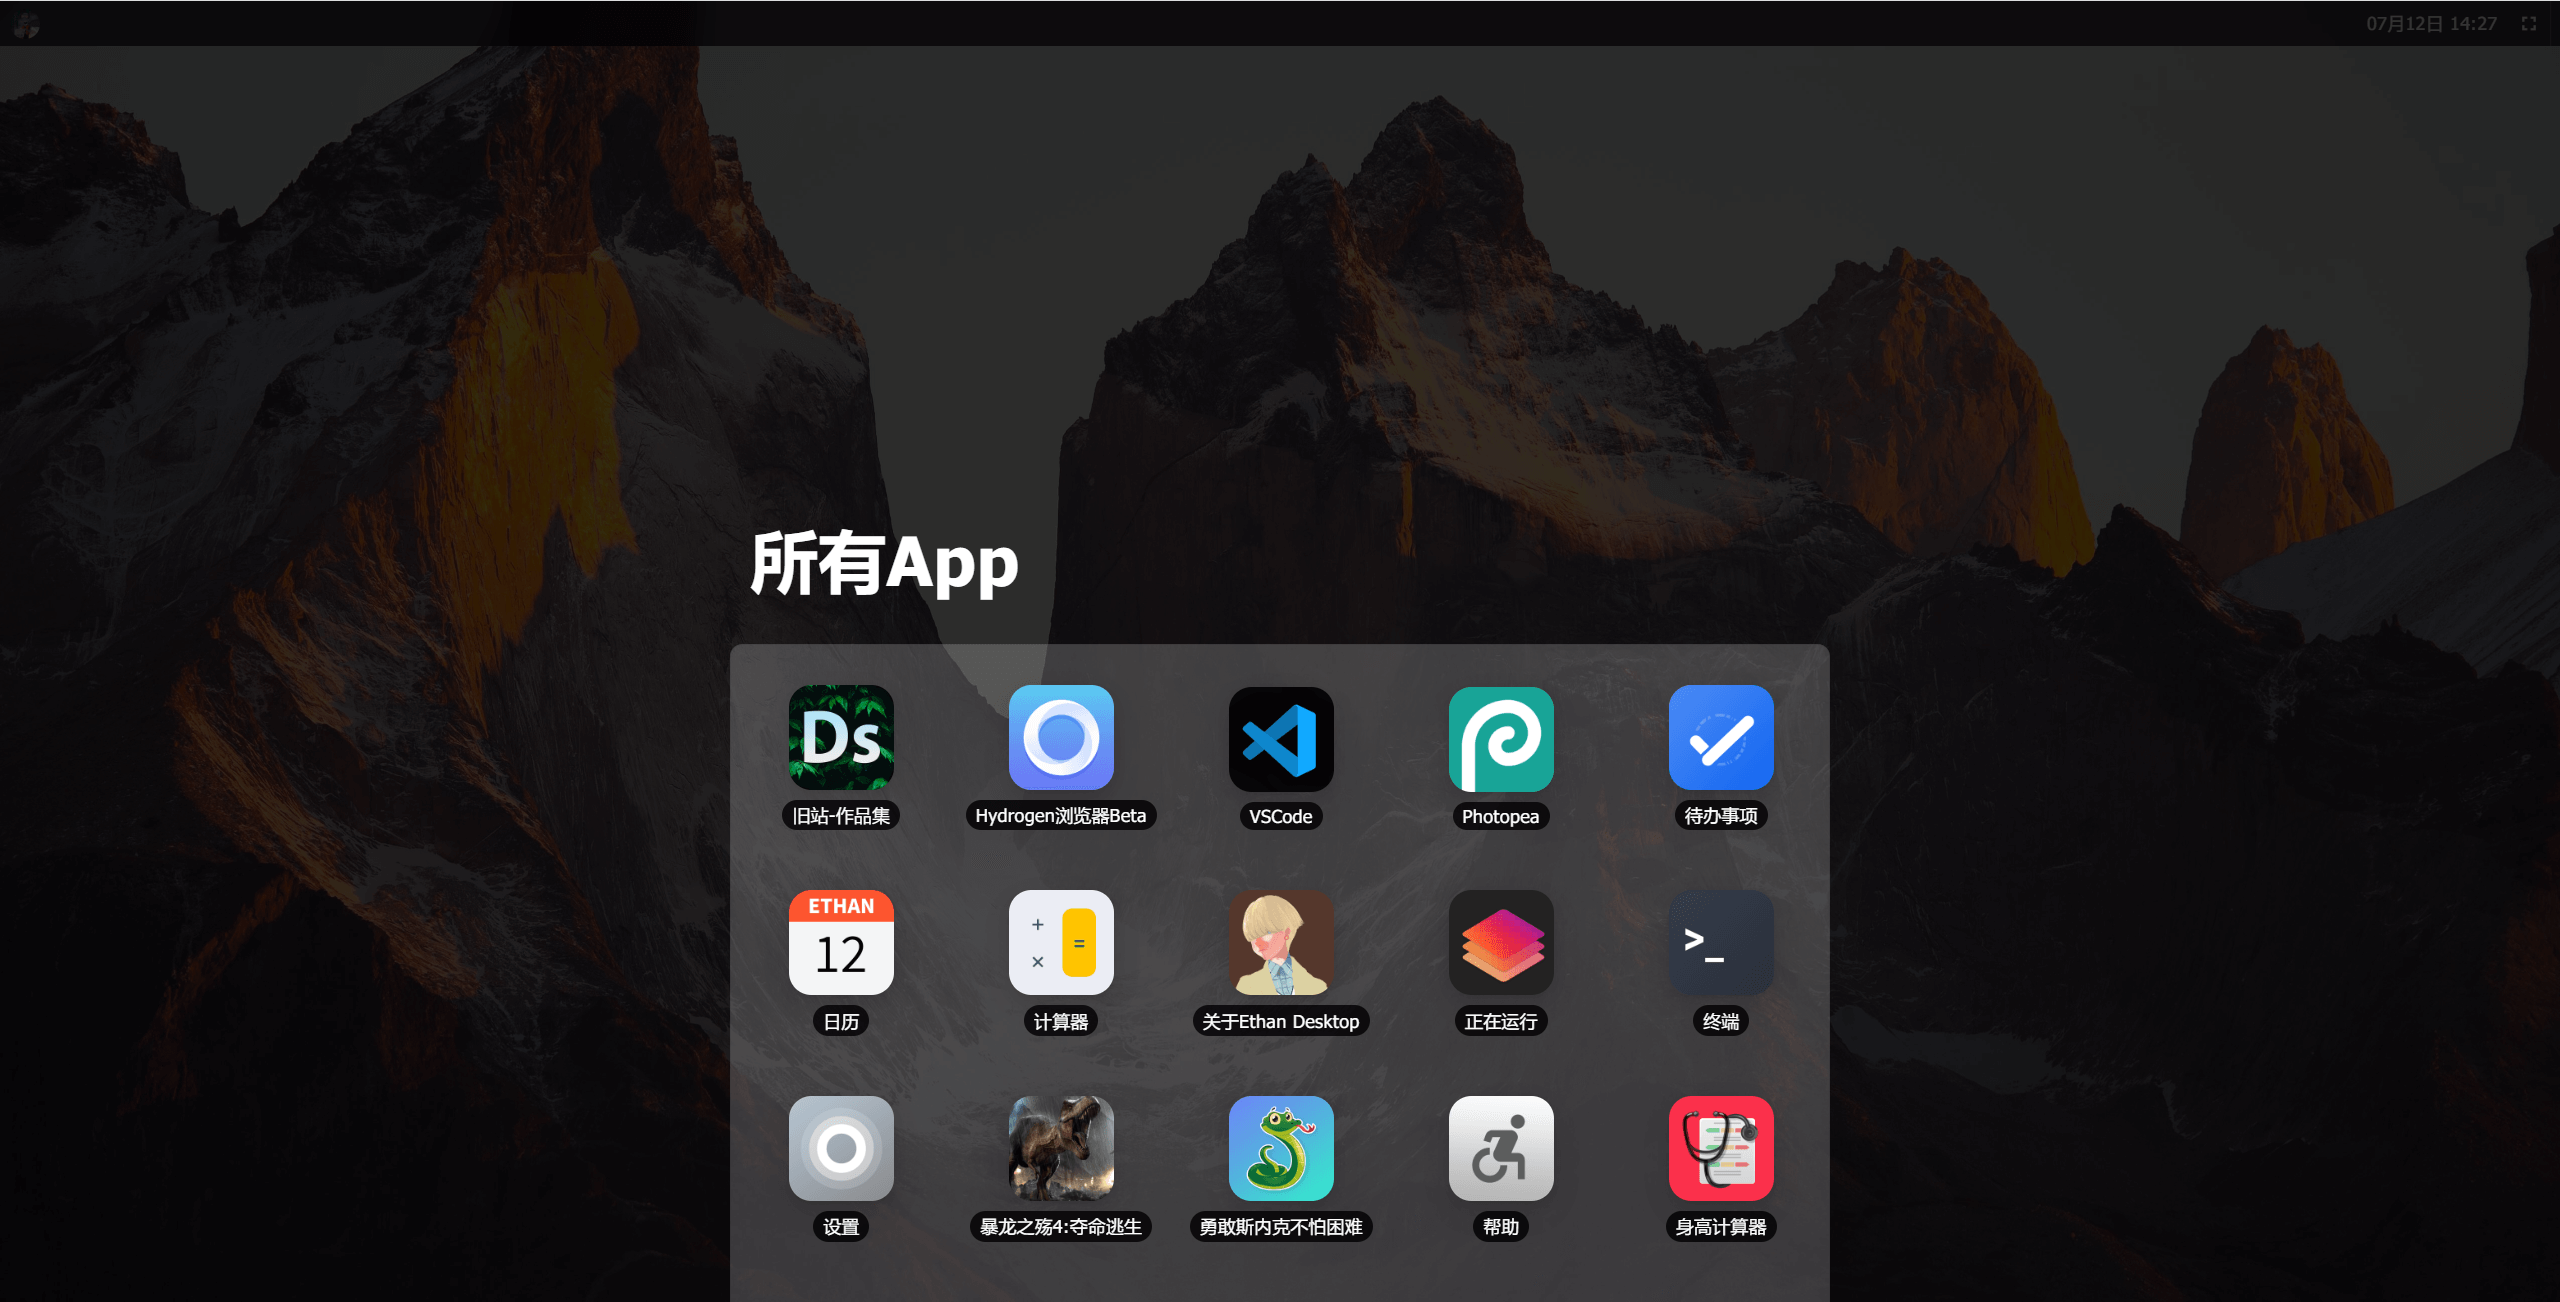 07月12日 14:27
所有App
Ds
旧站-作品集
Hydrogen浏览器Beta
VSCode
Photopea
待办事项
ETHAN
12
+
=
×
>_
日历
计算器
关于Ethan Desktop
正在运行
终端
设置
暴龙之殇4:夺命逃生
勇敢斯内克不怕困难
帮助
身高计算器